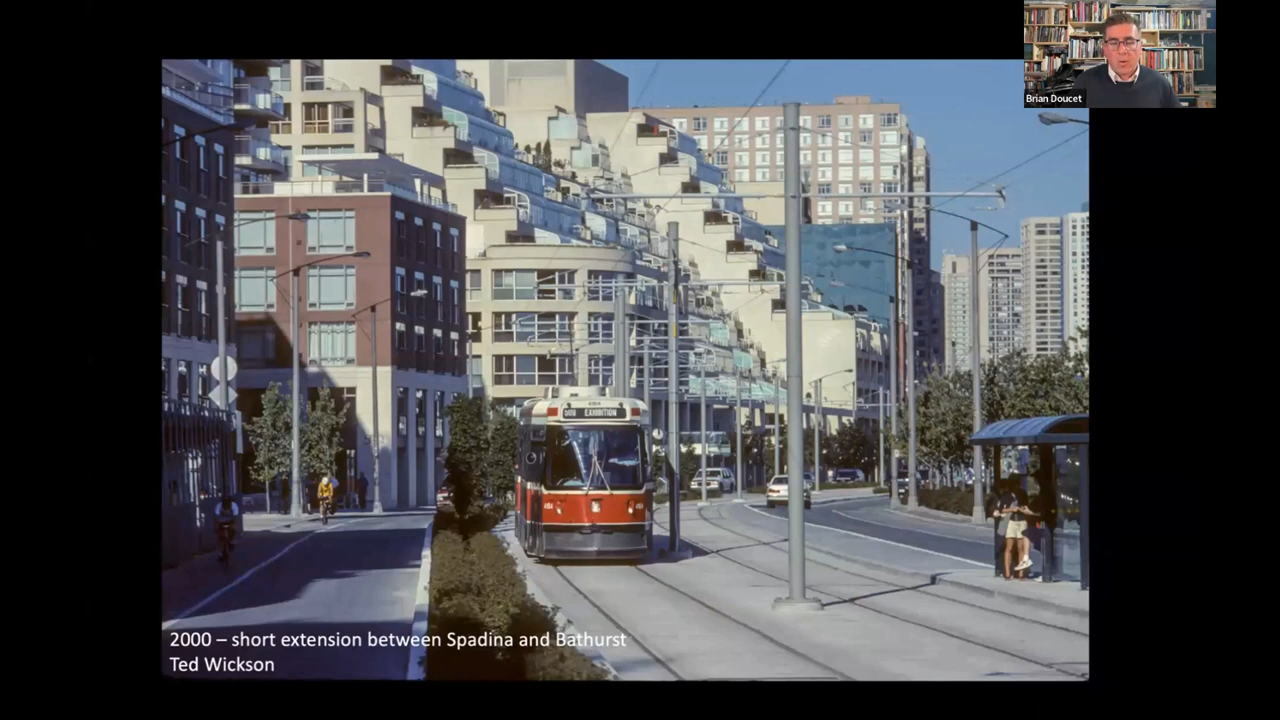 Brian Doucet
509 EXHIBITION
2000 – short extension between Spadina and Bathurst
Ted Wickson